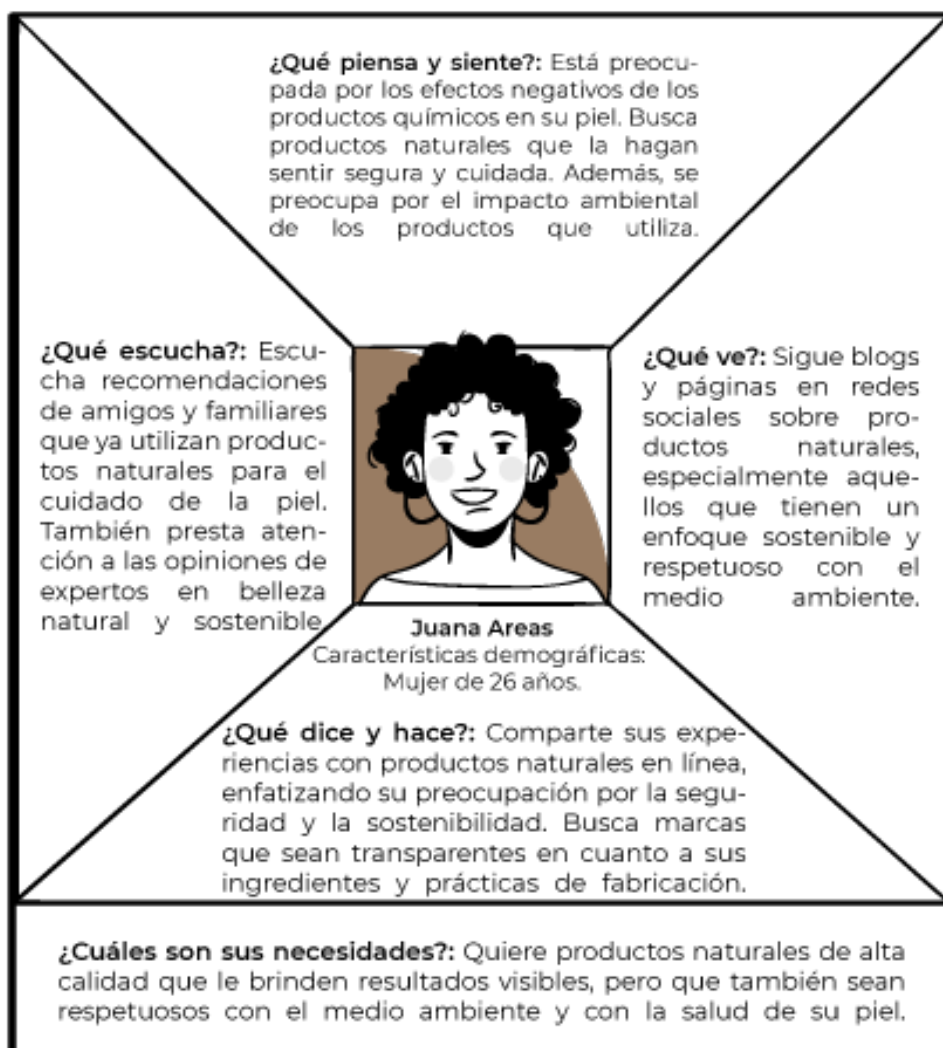 ¿Qué piensa y siente?: Está preocu-
pada por los efectos negativos de los
productos químicos en su piel. Busca
productos naturales que la hagan
sentir segura y cuidada. Además, se
preocupa por el impacto ambiental
de los productos que utiliza.
¿Qué escucha?: Escu-
cha recomendaciones
de amigos y familiares
que ya utilizan produc-
tos naturales para el
cuidado de la piel.
También presta aten-
ción a las opiniones de
expertos en belleza
natural y sostenible.
¿Qué ve?: Sigue blogs
y páginas en redes
sociales sobre pro-
ductos naturales,
especialmente aque-
llos que tienen un
enfoque sostenible y
respetuoso con el
medio ambiente.
Juana Areas
Características demográficas:
Mujer de 26 años.
¿Qué dice y hace?: Comparte sus expe-
riencias con productos naturales en línea,
enfatizando su preocupación por la segu-
ridad y la sostenibilidad. Busca marcas
que sean transparentes en cuanto a sus
ingredientes y prácticas de fabricación.
¿Cuáles son sus necesidades?: Quiere productos naturales de alta
calidad que le brinden resultados visibles, pero que también sean
respetuosos con el medio ambiente y con la salud de su piel.